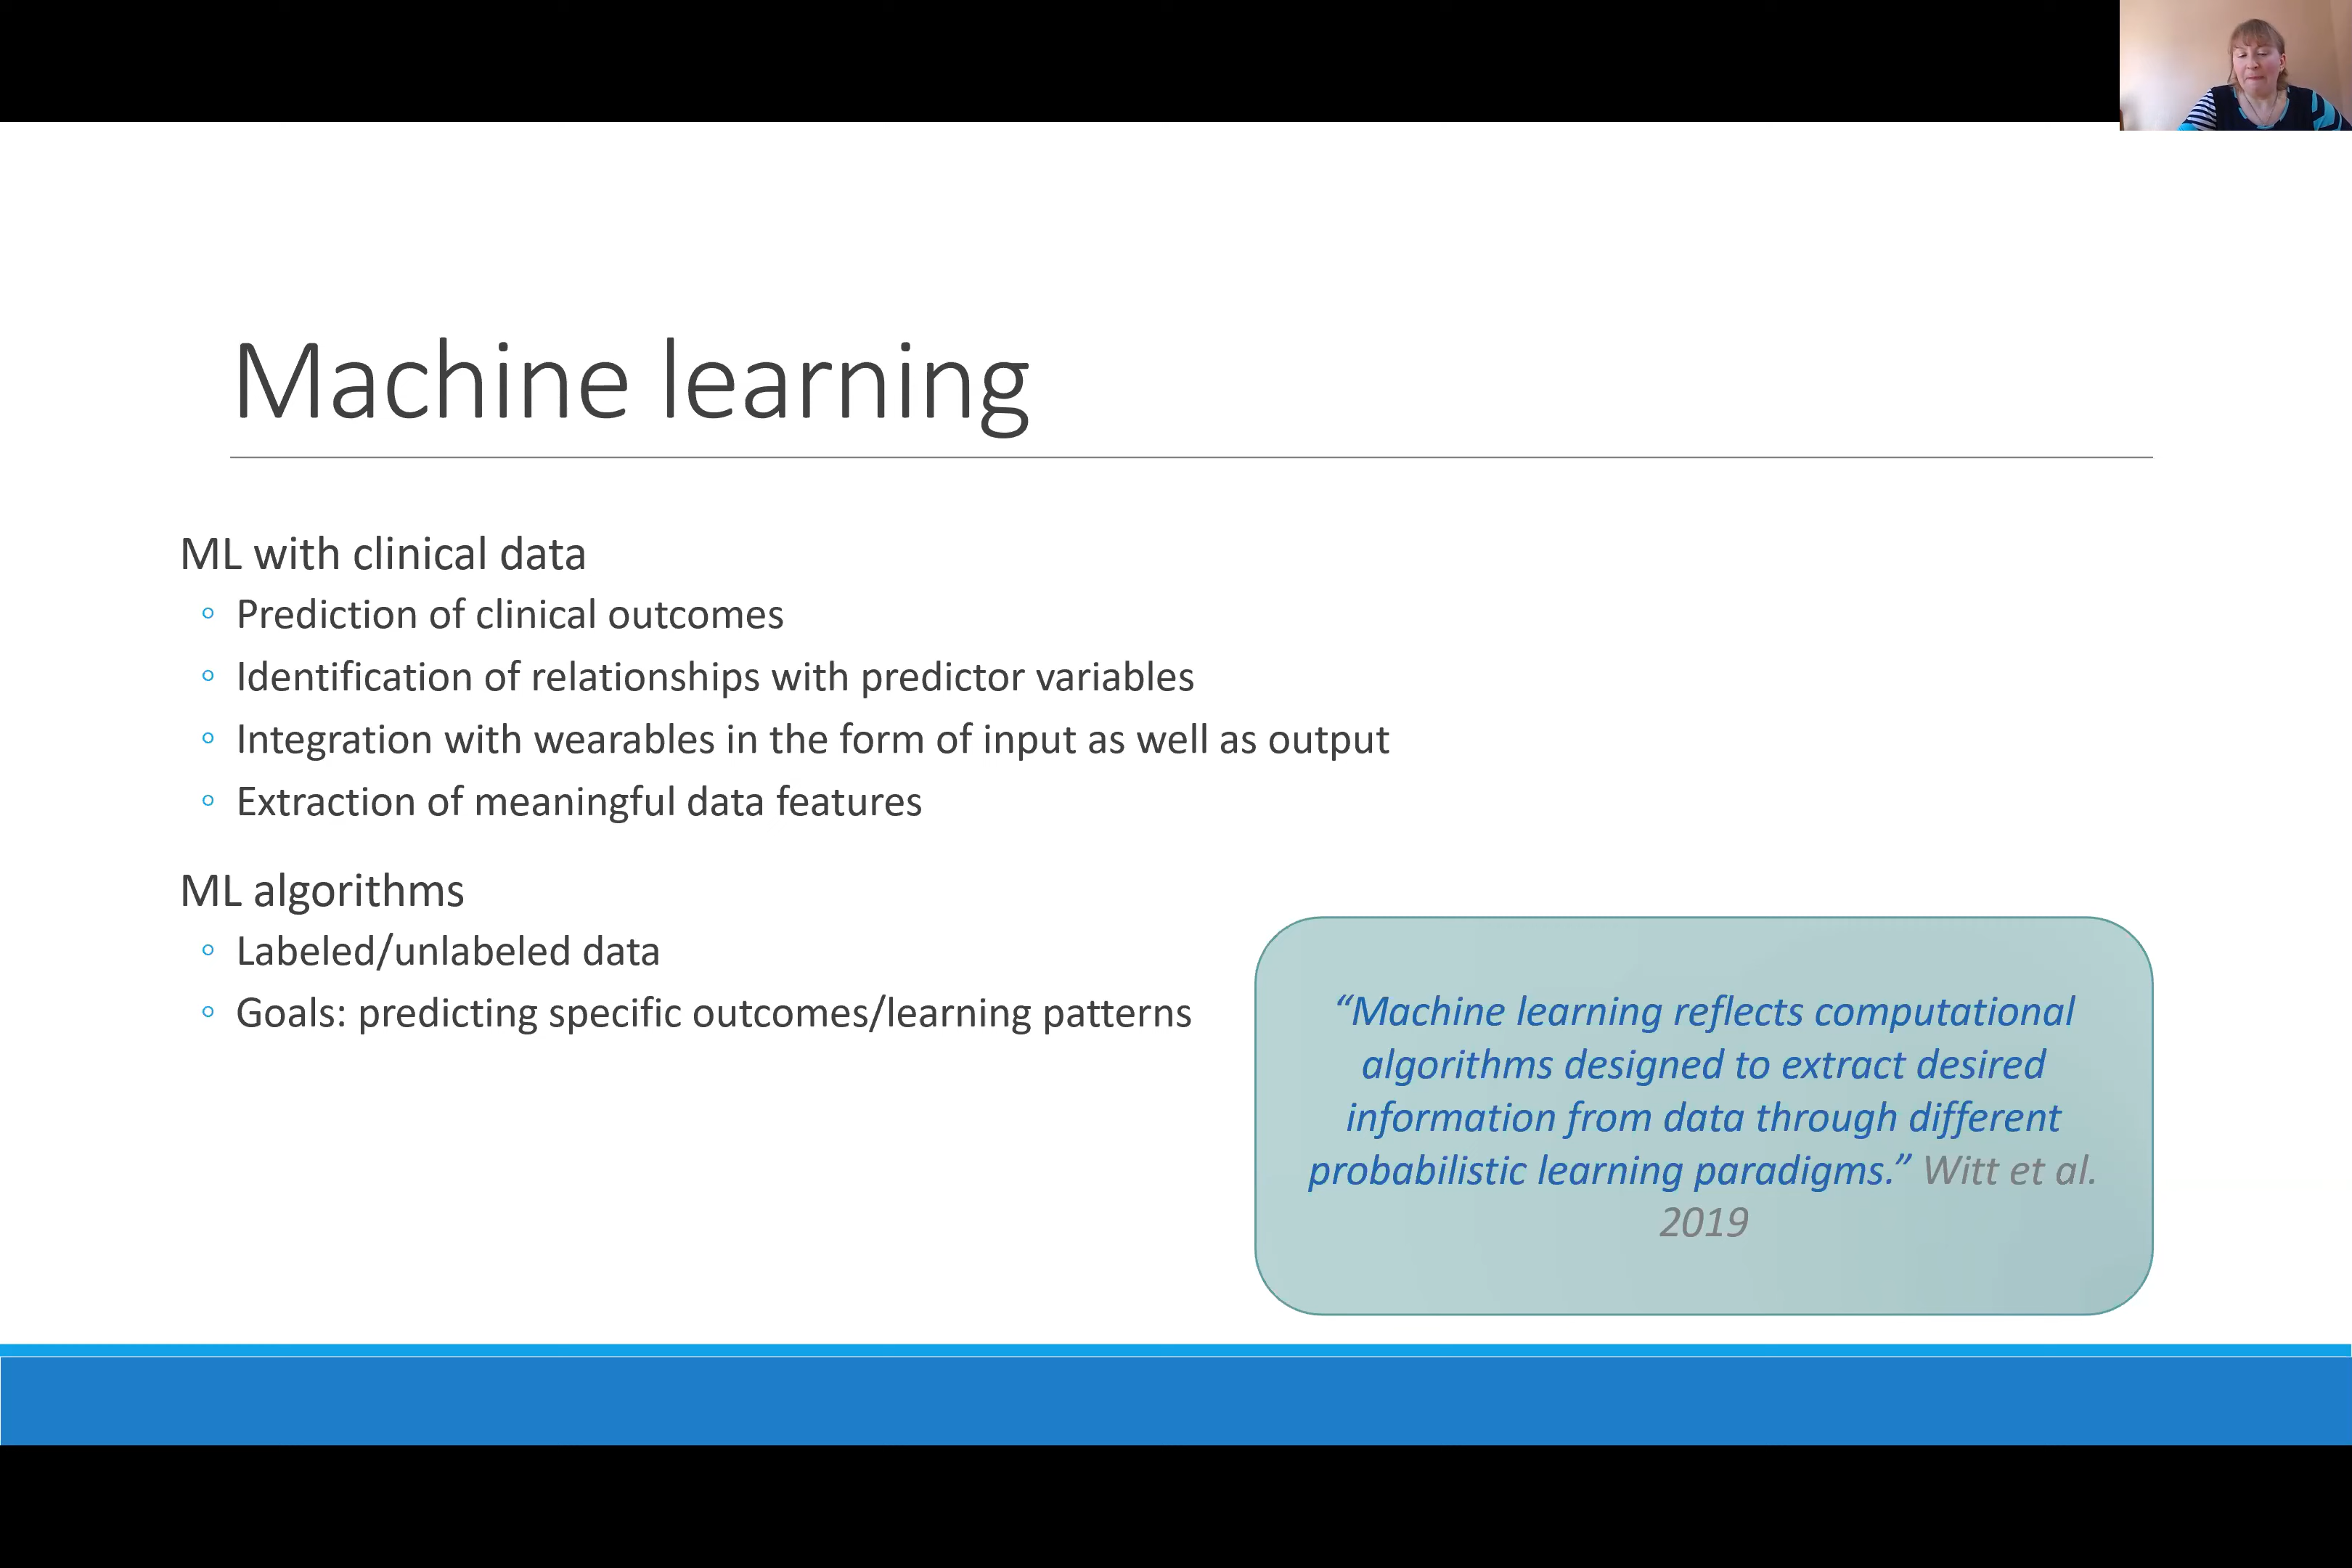 Machine learning
ML with clinical data
◦ Prediction of clinical outcomes
◦ Identification of relationships with predictor variables
◦ Integration with wearables in the form of input as well as output
◦ Extraction of meaningful data features
ML algorithms
◦ Labeled/unlabeled data
◦ Goals: predicting specific outcomes/learning patterns
“Machine learning reflects computational
algorithms designed to extract desired
information from data through different
probabilistic learning paradigms.” Witt et al.
2019